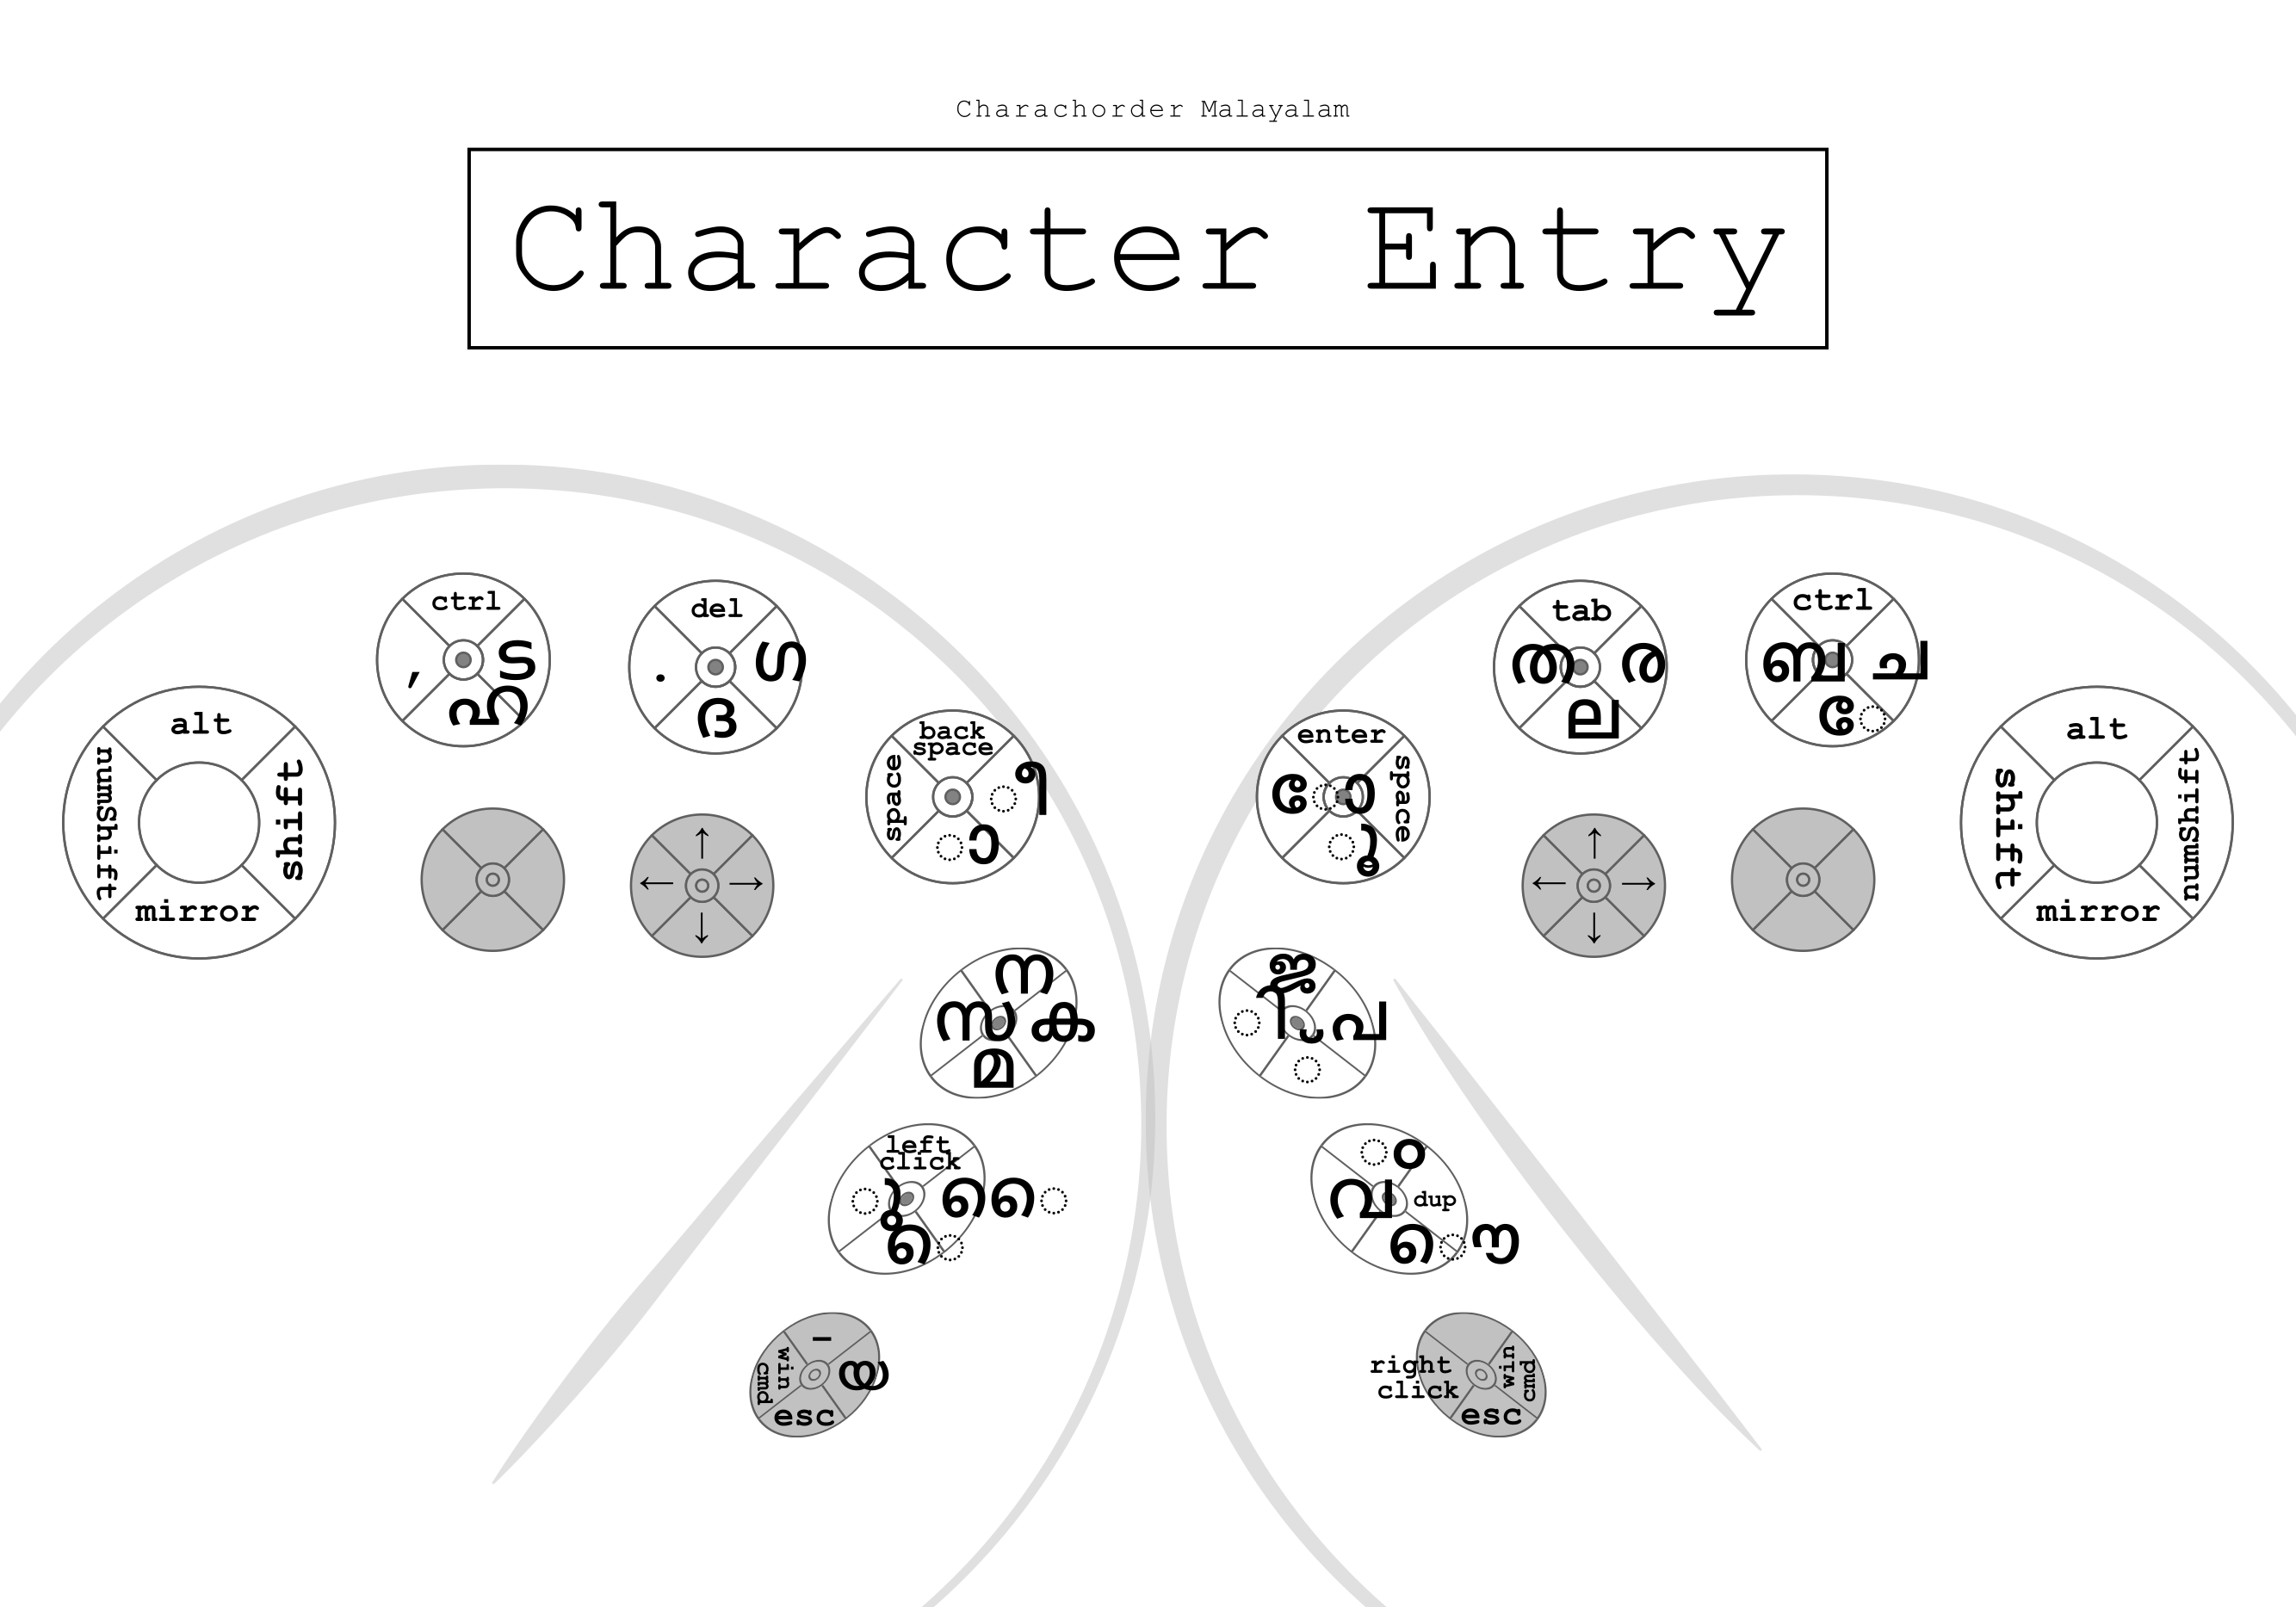 Charachorder Malayalam
Character Entry
ctrl
,
ട
ഹ
del
.
ഗ
ദ
back
space
space
ീ
ാ
enter
ോ
space
ൂ
tab
ത
ര
ല
ctrl
ബ
ച
േ
alt
numShift
shift
mirror
↑
← →
↓
↑
← →
↓
alt
shift
numShift
mirror
ന
സ
ക
മ
ജ
ി
പ
്
left
click
ു
ൈ
െ
ം
വ
dup
ൌ
-
win
cmd
യ
esc
right
click
win
cmd
esc